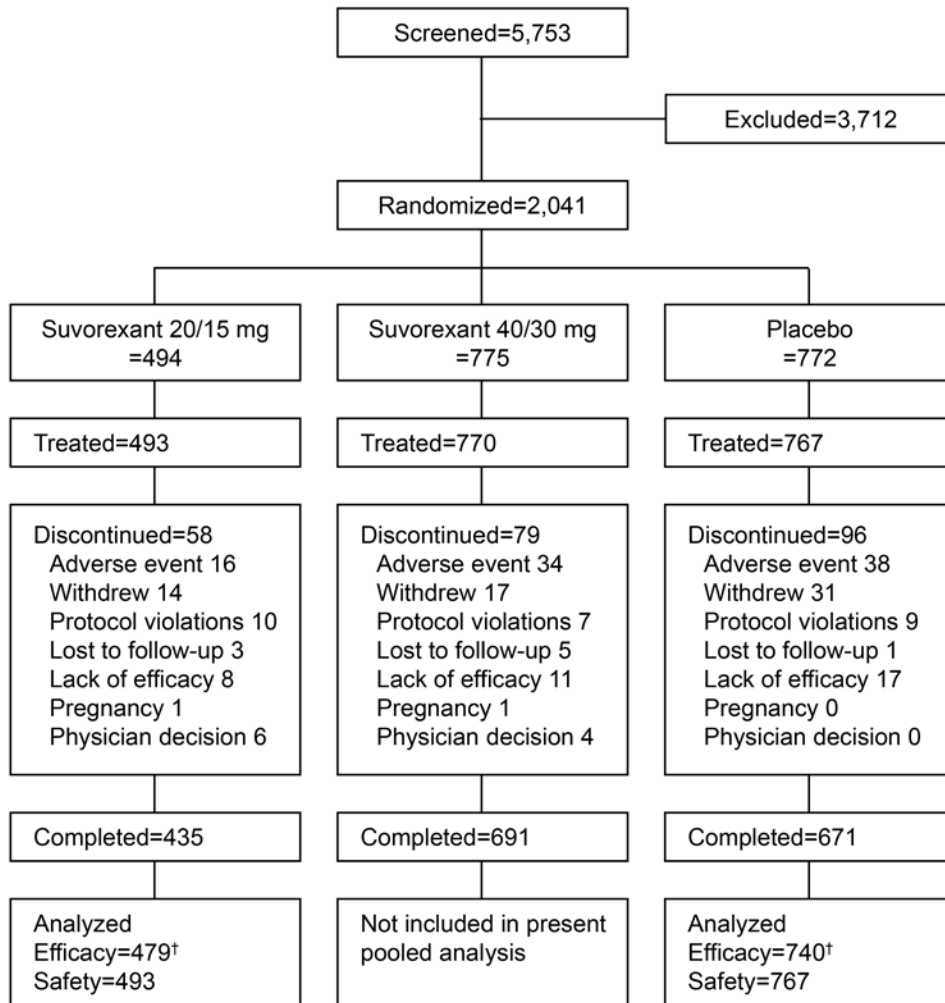 Screened=5,753
Excluded=3,712
Randomized=2,041
Suvorexant 20/15 mg
=494
Suvorexant 40/30 mg
=775
Placebo
=772
Treated=493
Treated=770
Treated=767
Discontinued=58
Adverse event 16
Withdrew 14
Protocol violations 10
Lost to follow-up 3
Lack of efficacy 8
Pregnancy 1
Physician decision 6
Discontinued=79
Adverse event 34
Withdrew 17
Protocol violations 7
Lost to follow-up 5
Lack of efficacy 11
Pregnancy 1
Physician decision 4
Discontinued=96
Adverse event 38
Withdrew 31
Protocol violations 9
Lost to follow-up 1
Lack of efficacy 17
Pregnancy 0
Physician decision 0
Completed=435
Completed=691
Completed=671
Analyzed
Efficacy=479†
Safety=493
Not included in present
pooled analysis
Analyzed
Efficacy=740†
Safety=767